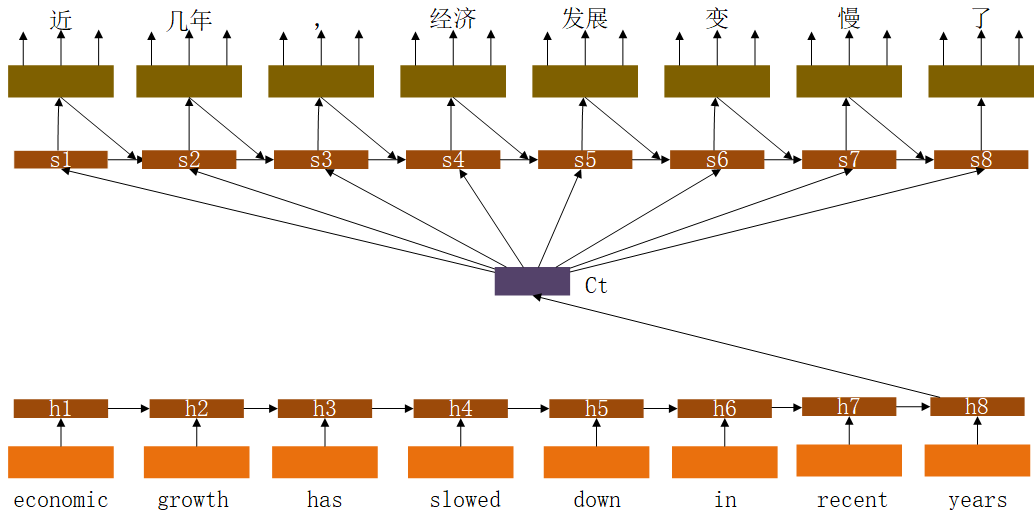 近 几年 , 经济 发展 变 慢 了
s1 s2 s3 s4 s5 s6 s7 s8
Ct
h1 h2 h3 h4 h5 h6 h7 h8
economic growth has slowed down in recent years